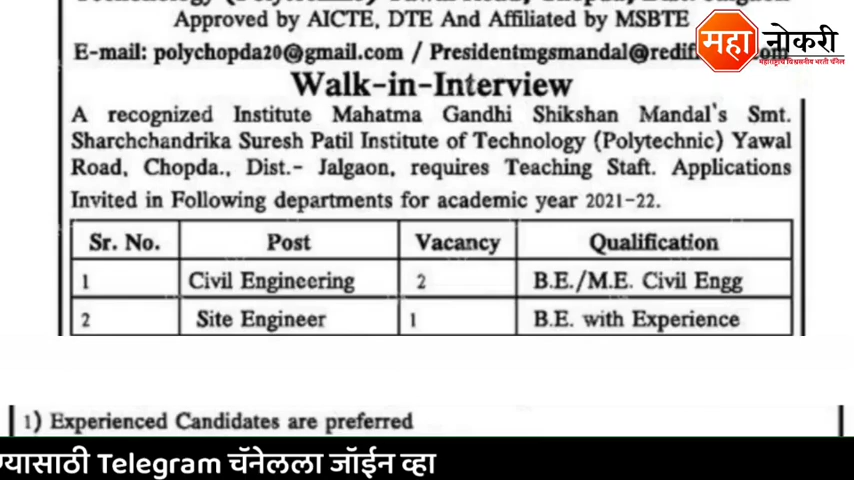 Approved by AICTE, DTE And Affiliated by MSBTE
E-mail: polychopda20@gmail.com / Presidentmgsmandal@redif
महा नोकरी
Walk-in-Interview
A recognized Institute Mahatma Gandhi Shikshan Mandal's Smt.
Sharchchandrika Suresh Patil Institute of Technology (Polytechnic) Yawal
Road, Chopda., Dist.- Jalgaon, requires Teaching Staft. Applications
Invited in Following departments for academic year 2021-22.
Sr. No. Post Vacancy Qualification
1 Civil Engineering 2 B.E./M.E. Civil Engg
2 Site Engineer 1 B.E. with Experience
1) Experienced Candidates are preferred
ण्यासाठी Telegram चॅनेलला जॉईन व्हा